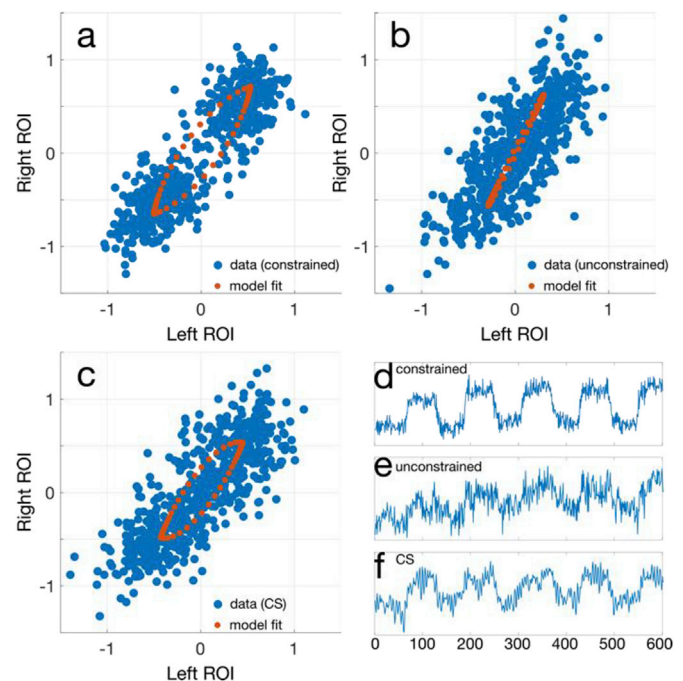 a
1
0
-1
Right ROI
data (constrained)
model fit
-1 0 1
Left ROI
b
1
0
-1
Right ROI
data (unconstrained)
model fit
-1 0 1
Left ROI
c
1
0
-1
Right ROI
data (CS)
model fit
-1 0 1
Left ROI
d constrained
e unconstrained
f CS
0 100 200 300 400 500 600